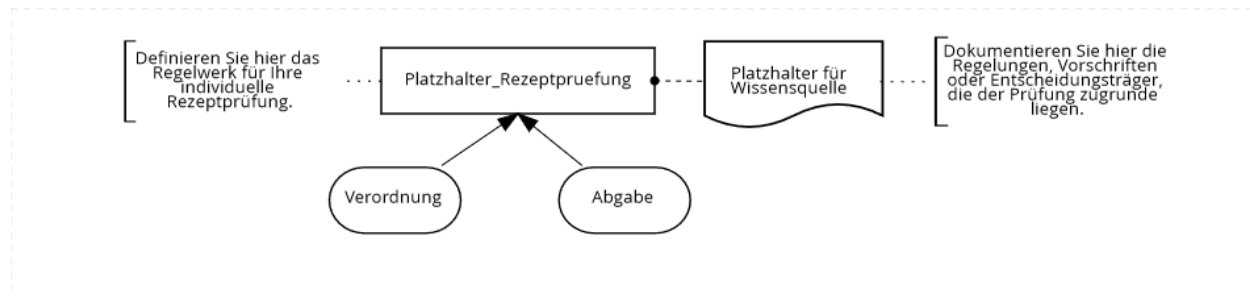 Definieren Sie hier das
Regelwerk für Ihre
individuelle
Rezeptprüfung.
Platzhalter_Rezeptpruefung
Platzhalter für
Wissensquelle
Dokumentieren Sie hier die
Regelungen, Vorschriften
oder Entscheidungsträger,
die der Prüfung zugrunde
liegen.
Verordnung
Abgabe